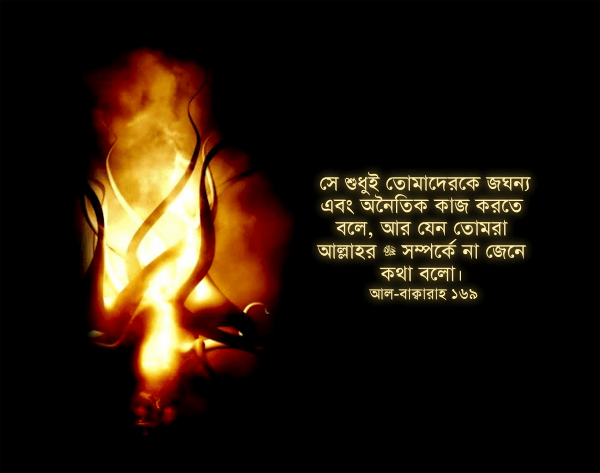 সে শুধুই তোমাদেরকে জঘন্য
এবং অনৈতিক কাজ করতে
বলে, আর যেন তোমরা
আল্লাহর ﷻ সম্পর্কে না জেনে
কথা বলো।
আল-বাক্বারাহ ১৬৯